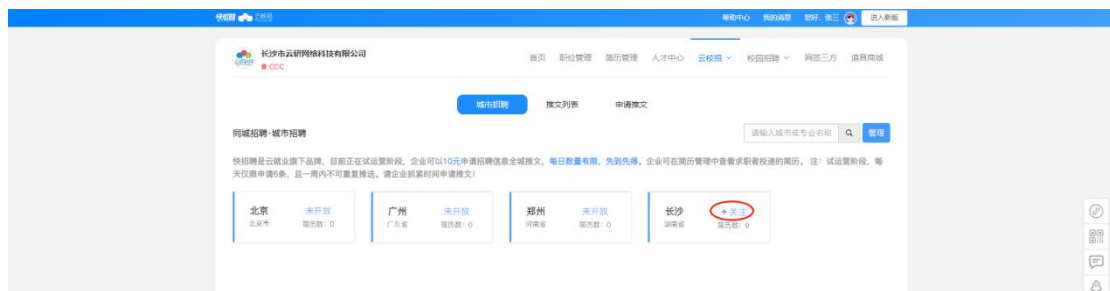 快招聘 云就业
帮助中心 我的消息 您好，张三 进入新版
长沙市云研网络科技有限公司
CCC
首页 职位管理 简历管理 人才中心 云校招 校园招聘 网签三方 道具商城
城市招聘 推文列表 申请推文
同城招聘·城市招聘
请输入城市或专业名称 管理
快招聘是云就业旗下品牌，目前正在试运营阶段，企业可以10元申请招聘信息全城推文，每日数量有限，先到先得。企业可在简历管理中查看求职者投递的简历。 注：试运营阶段，每
天仅限申请6条，且一周内不可重复推送。请企业抓紧时间申请推文！
北京 未开放 广州 未开放 郑州 未开放 长沙 +关注
北京市 简历数：0 广东省 简历数：0 河南省 简历数：0 湖南省 简历数：0